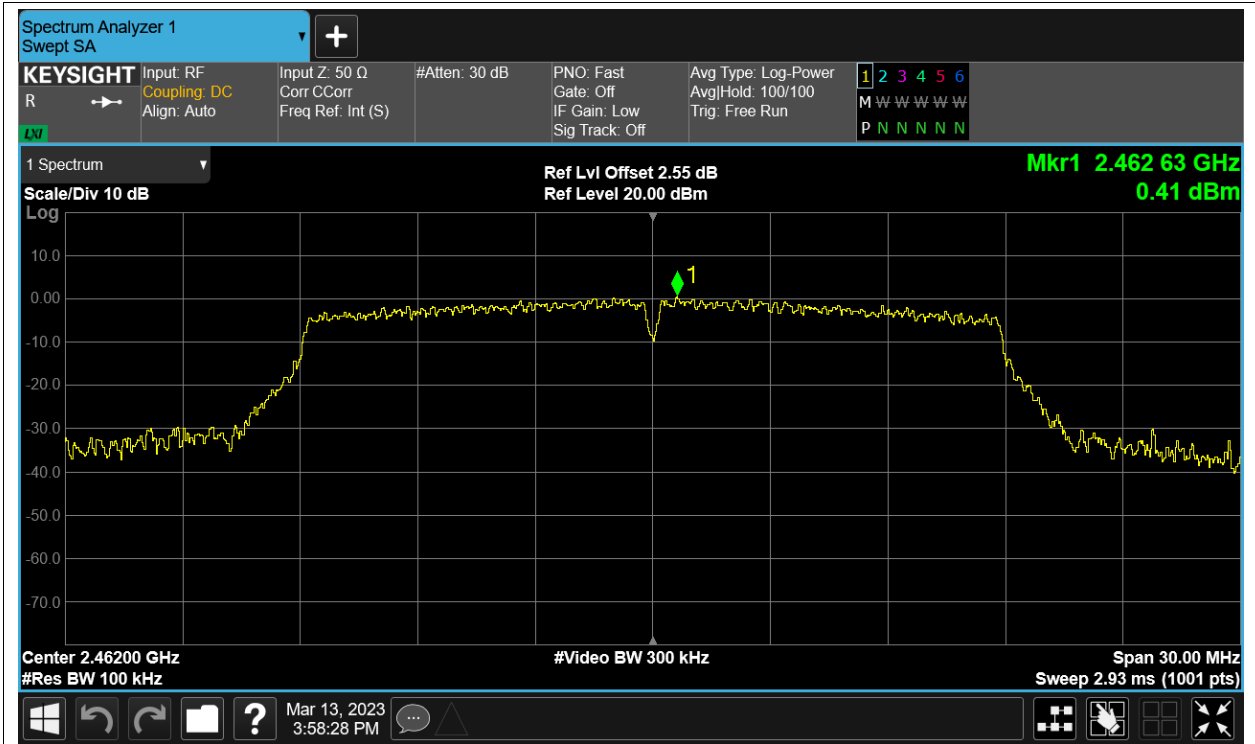 Spectrum Analyzer 1
Swept SA
KEYSIGHT
R
LXI
Input: RF
Coupling: DC
Align: Auto
Input Z: 50 Ω
Corr CCorr
Freq Ref: Int (S)
#Atten: 30 dB
PNO: Fast
Gate: Off
IF Gain: Low
Sig Track: Off
Avg Type: Log-Power
Avg|Hold: 100/100
Trig: Free Run
1 2 3 4 5 6
M W W W W W
P N N N N N
1 Spectrum
Scale/Div 10 dB
Log
Ref Lvl Offset 2.55 dB
Ref Level 20.00 dBm
Mkr1 2.462 63 GHz
0.41 dBm
10.0
0.00
-10.0
-20.0
-30.0
-40.0
-50.0
-60.0
-70.0
1
Center 2.46200 GHz
#Res BW 100 kHz
#Video BW 300 kHz
Span 30.00 MHz
Sweep 2.93 ms (1001 pts)
?
Mar 13, 2023
3:58:28 PM